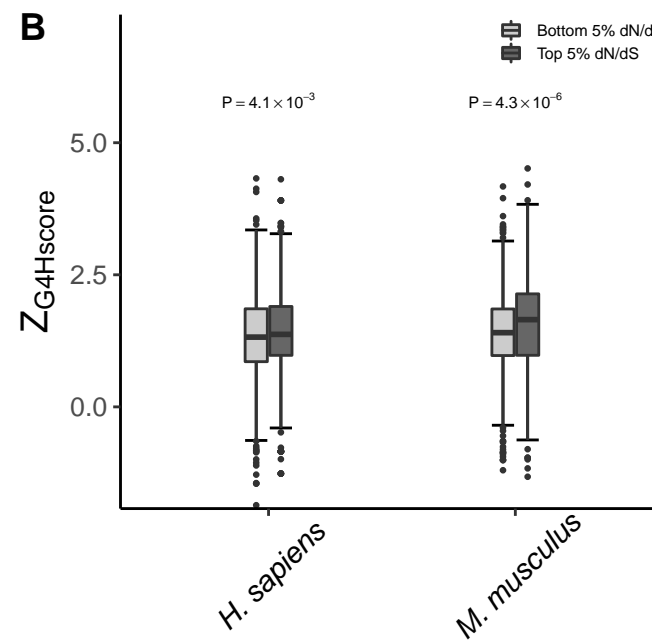 B
Bottom 5% dN/d
Top 5% dN/dS
P = 4.1 × 10⁻³
P = 4.3 × 10⁻⁶
5.0
2.5
0.0
Z_G4Hscore
H. sapiens
M. musculus